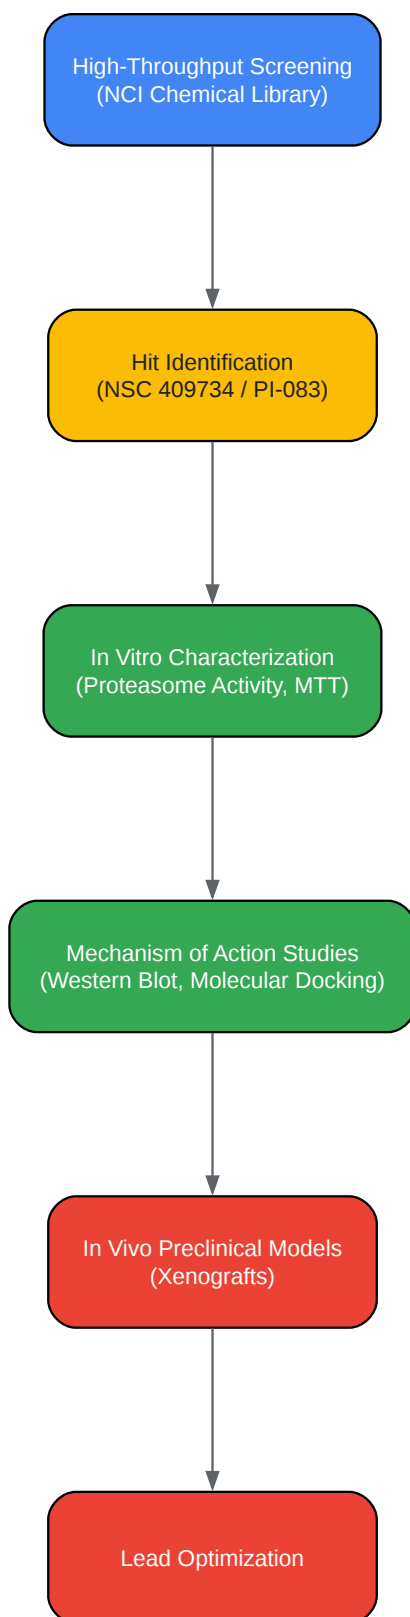 High-Throughput Screening
(NCI Chemical Library)
Hit Identification
(NSC 409734 / PI-083)
In Vitro Characterization
(Proteasome Activity, MTT)
Mechanism of Action Studies
(Western Blot, Molecular Docking)
In Vivo Preclinical Models
(Xenografts)
Lead Optimization